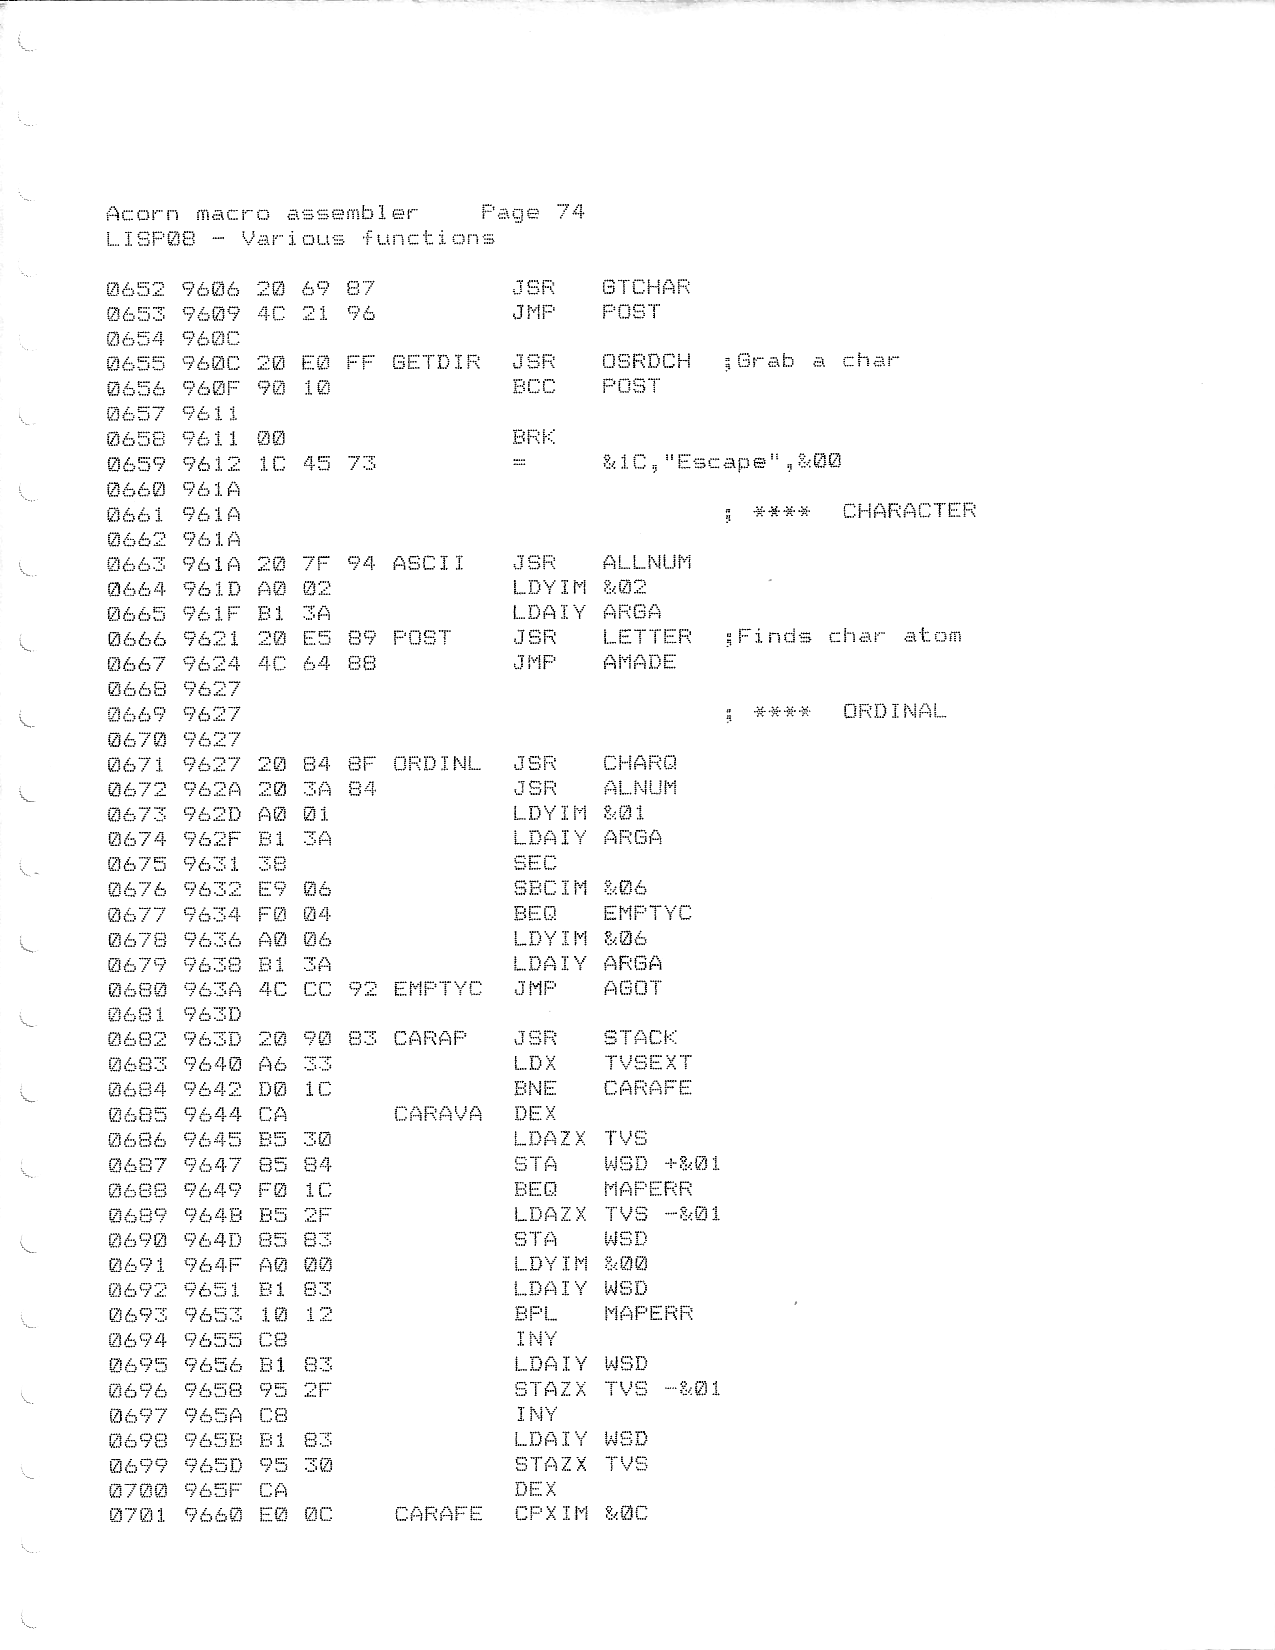 Acorn macro assembler    Page 74
LISP08 - Various functions
0652 9606 20 69 87         JSR   GTCHAR
0653 9609 4C 21 96         JMP   POST
0654 960C
0655 960C 20 E0 FF GETDIR  JSR   OSRDCH  ;Grab a char
0656 960F 90 10            BCC   POST
0657 9611
0658 9611 00               BRK
0659 9612 1C 45 73         =     &1C,"Escape",&00
0660 961A
0661 961A                                ; ****  CHARACTER
0662 961A
0663 961A 20 7F 94 ASCII   JSR   ALLNUM
0664 961D A0 02            LDYIM &02
0665 961F B1 3A            LDAIY ARGA
0666 9621 20 E5 89 POST    JSR   LETTER  ;Finds char atom
0667 9624 4C 64 88         JMP   AMADE
0668 9627
0669 9627                                ; ****  ORDINAL
0670 9627
0671 9627 20 84 8F ORDINL  JSR   CHARQ
0672 962A 20 3A 84         JSR   ALNUM
0673 962D A0 01            LDYIM &01
0674 962F B1 3A            LDAIY ARGA
0675 9631 38               SEC
0676 9632 E9 06            SBCIM &06
0677 9634 F0 04            BEQ   EMPTYC
0678 9636 A0 06            LDYIM &06
0679 9638 B1 3A            LDAIY ARGA
0680 963A 4C CC 92 EMPTYC  JMP   AGOT
0681 963D
0682 963D 20 90 83 CARAP   JSR   STACK
0683 9640 A6 33            LDX   TVSEXT
0684 9642 D0 1C            BNE   CARAFE
0685 9644 CA       CARAVA  DEX
0686 9645 B5 30            LDAZX TVS
0687 9647 85 84            STA   WSD +&01
0688 9649 F0 1C            BEQ   MAPERR
0689 964B B5 2F            LDAZX TVS -&01
0690 964D 85 83            STA   WSD
0691 964F A0 00            LDYIM &00
0692 9651 B1 83            LDAIY WSD
0693 9653 10 12            BPL   MAPERR
0694 9655 C8               INY
0695 9656 B1 83            LDAIY WSD
0696 9658 95 2F            STAZX TVS -&01
0697 965A C8               INY
0698 965B B1 83            LDAIY WSD
0699 965D 95 30            STAZX TVS
0700 965F CA               DEX
0701 9660 E0 0C    CARAFE  CPXIM &0C